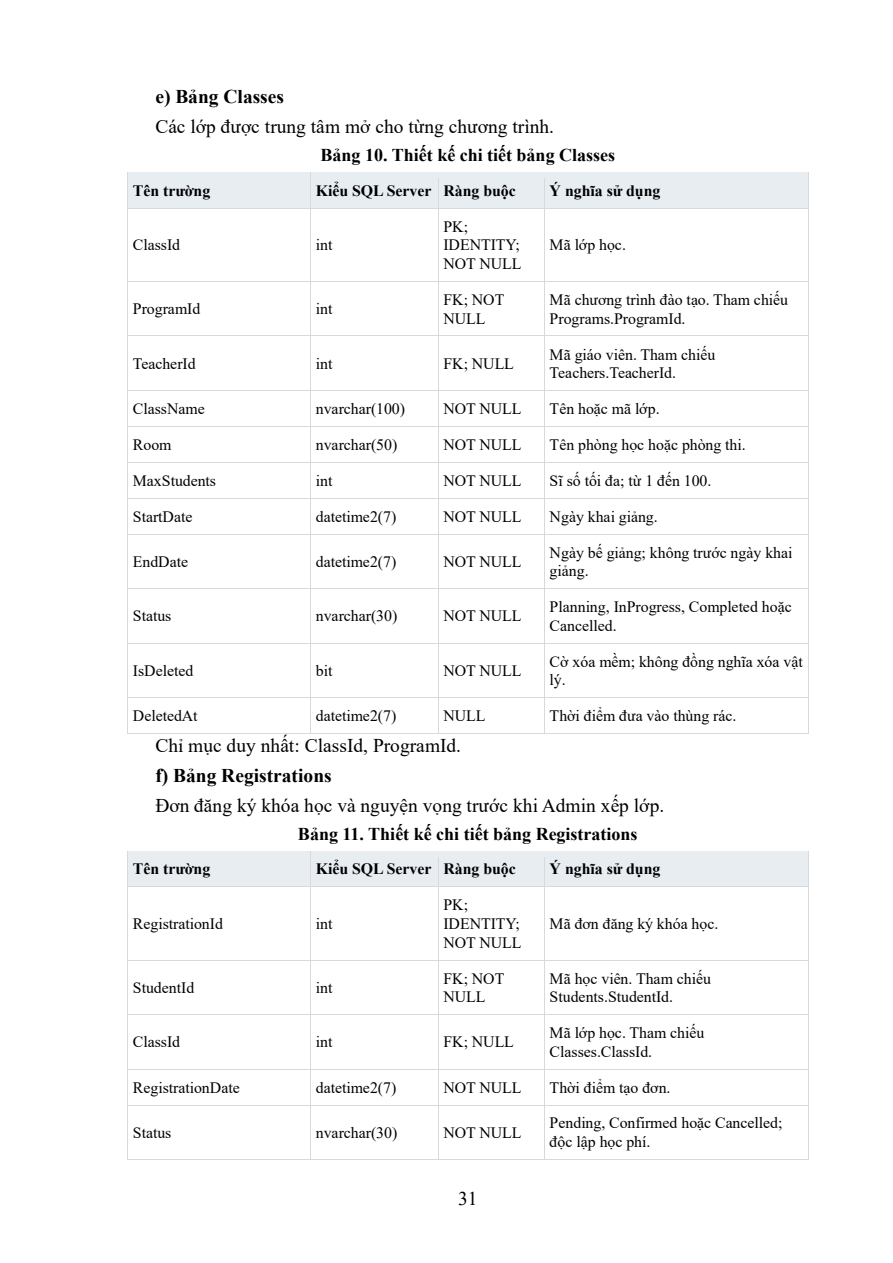 e) Bảng Classes
Các lớp được trung tâm mở cho từng chương trình.
Bảng 10. Thiết kế chi tiết bảng Classes
Tên trường Kiểu SQL Server Ràng buộc Ý nghĩa sử dụng
ClassId int PK; IDENTITY; NOT NULL Mã lớp học.
ProgramId int FK; NOT NULL Mã chương trình đào tạo. Tham chiếu Programs.ProgramId.
TeacherId int FK; NULL Mã giáo viên. Tham chiếu Teachers.TeacherId.
ClassName nvarchar(100) NOT NULL Tên hoặc mã lớp.
Room nvarchar(50) NOT NULL Tên phòng học hoặc phòng thi.
MaxStudents int NOT NULL Sĩ số tối đa; từ 1 đến 100.
StartDate datetime2(7) NOT NULL Ngày khai giảng.
EndDate datetime2(7) NOT NULL Ngày bế giảng; không trước ngày khai giảng.
Status nvarchar(30) NOT NULL Planning, InProgress, Completed hoặc Cancelled.
IsDeleted bit NOT NULL Cờ xóa mềm; không đồng nghĩa xóa vật lý.
DeletedAt datetime2(7) NULL Thời điểm đưa vào thùng rác.
Chỉ mục duy nhất: ClassId, ProgramId.
f) Bảng Registrations
Đơn đăng ký khóa học và nguyện vọng trước khi Admin xếp lớp.
Bảng 11. Thiết kế chi tiết bảng Registrations
Tên trường Kiểu SQL Server Ràng buộc Ý nghĩa sử dụng
RegistrationId int PK; IDENTITY; NOT NULL Mã đơn đăng ký khóa học.
StudentId int FK; NOT NULL Mã học viên. Tham chiếu Students.StudentId.
ClassId int FK; NULL Mã lớp học. Tham chiếu Classes.ClassId.
RegistrationDate datetime2(7) NOT NULL Thời điểm tạo đơn.
Status nvarchar(30) NOT NULL Pending, Confirmed hoặc Cancelled; độc lập học phí.
31